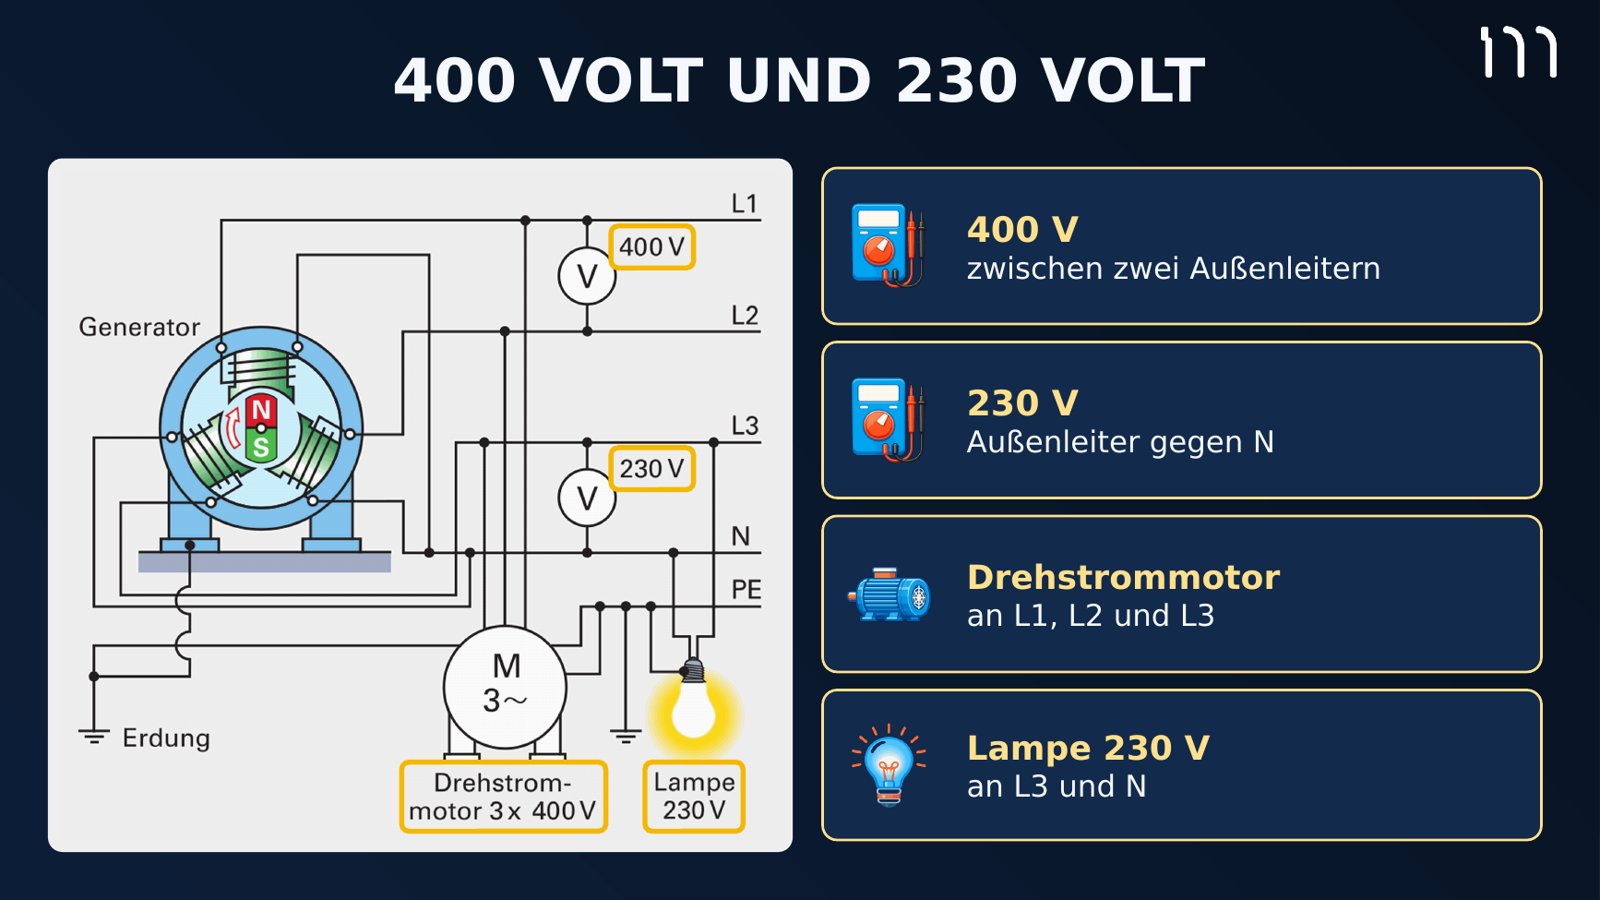 400 VOLT UND 230 VOLT
m
L1
400 V
V
L2
Generator
N
S
L3
230 V
V
N
PE
M
3~
Erdung
Drehstrom-
motor 3 x 400 V
Lampe
230 V
400 V
zwischen zwei Außenleitern
230 V
Außenleiter gegen N
Drehstrommotor
an L1, L2 und L3
Lampe 230 V
an L3 und N